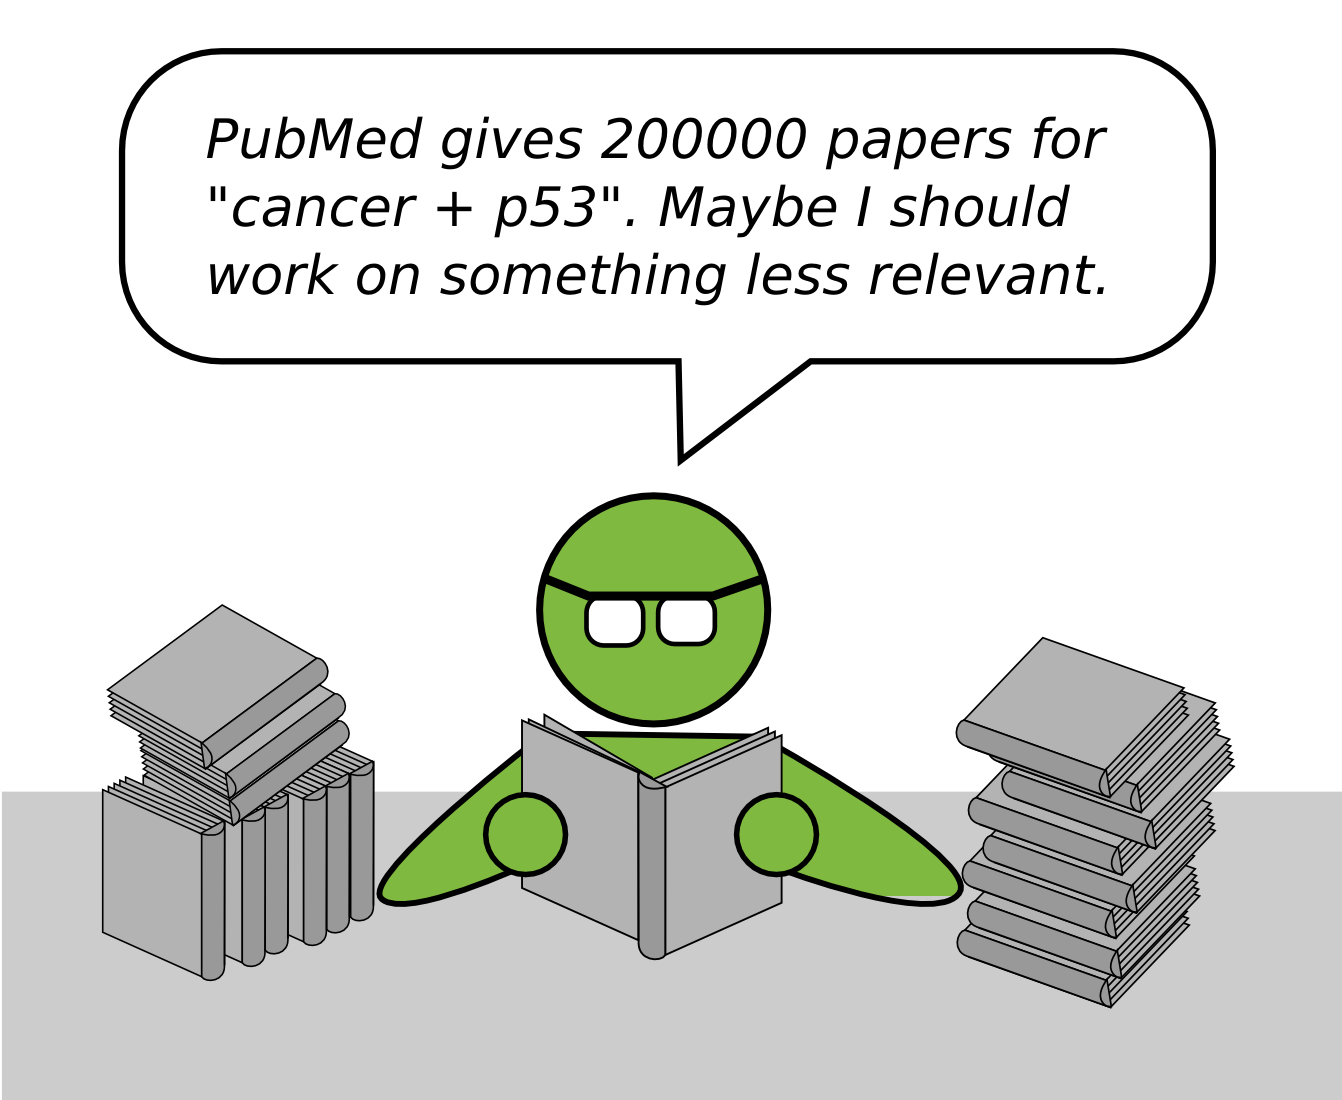 PubMed gives 200000 papers for
"cancer + p53". Maybe I should
work on something less relevant.